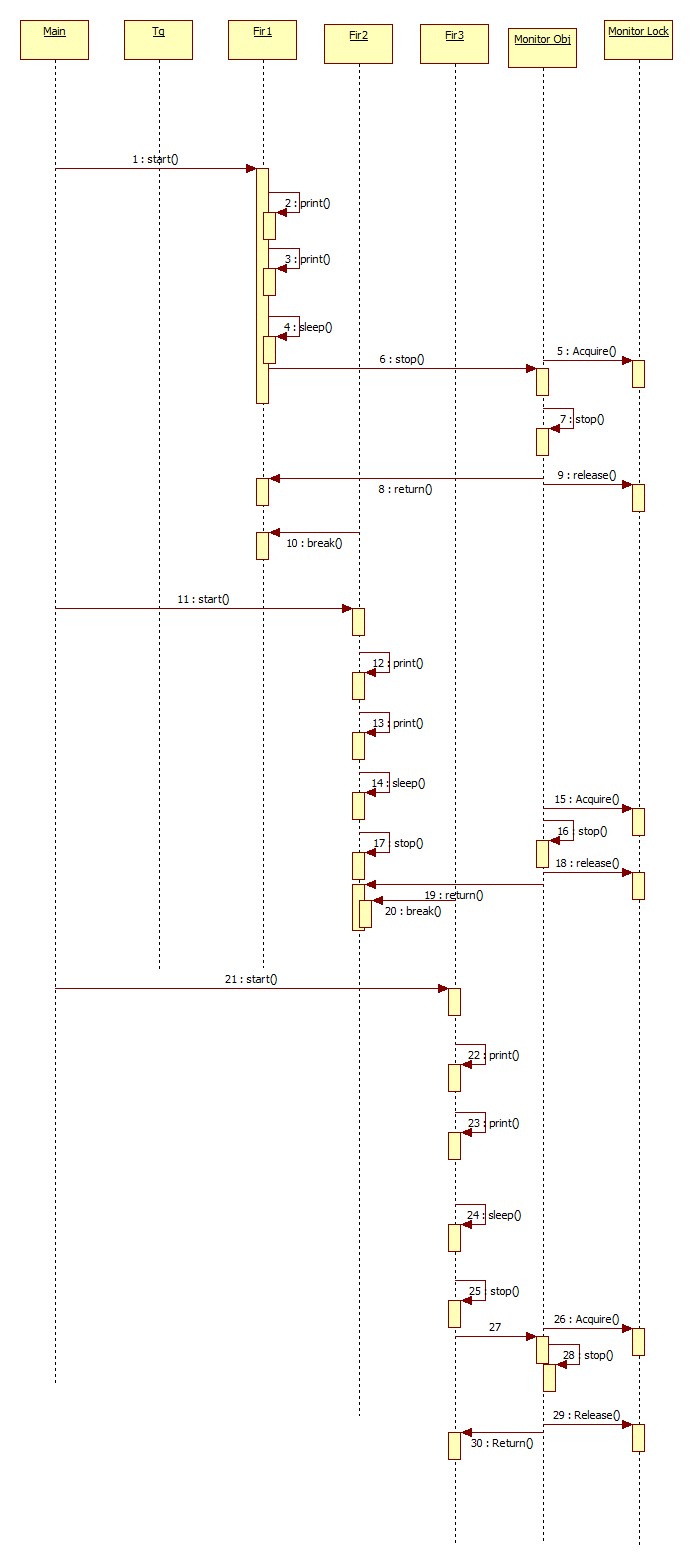 Main
Tg
Fir1
Fir2
Fir3
Monitor Obj
Monitor Lock
1 : start()
2 : print()
3 : print()
4 : sleep()
5 : Acquire()
6 : stop()
7 : stop()
9 : release()
8 : return()
10 : break()
11 : start()
12 : print()
13 : print()
14 : sleep()
15 : Acquire()
16 : stop()
17 : stop()
18 : release()
19 : return()
20 : break()
21 : start()
22 : print()
23 : print()
24 : sleep()
25 : stop()
26 : Acquire()
27
28 : stop()
29 : Release()
30 : Return()